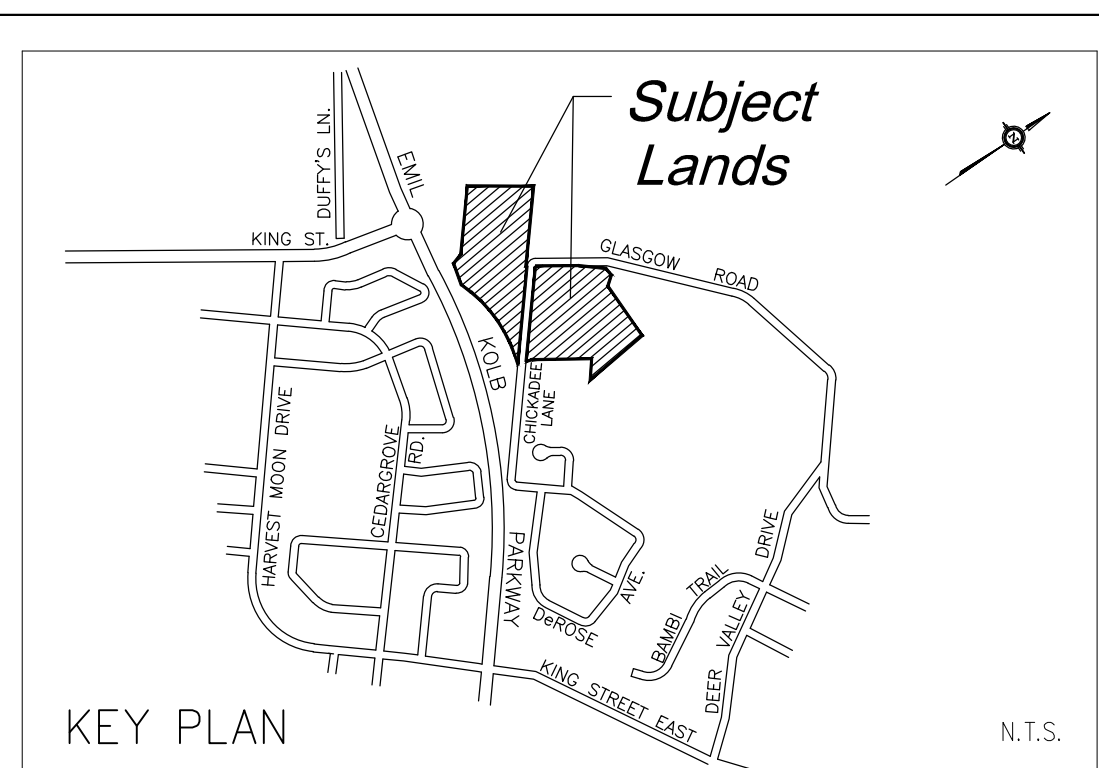 Subject
Lands
N
DUFFY'S LN.
EMIL
KING ST.
GLASGOW ROAD
KOLB
CHICKADEE
LANE
HARVEST MOON DRIVE
CEDARGROVE
RD.
PARKWAY
DeROSE
AVE.
BAMBI TRAIL
DEER VALLEY DRIVE
KING STREET EAST
KEY PLAN
N.T.S.